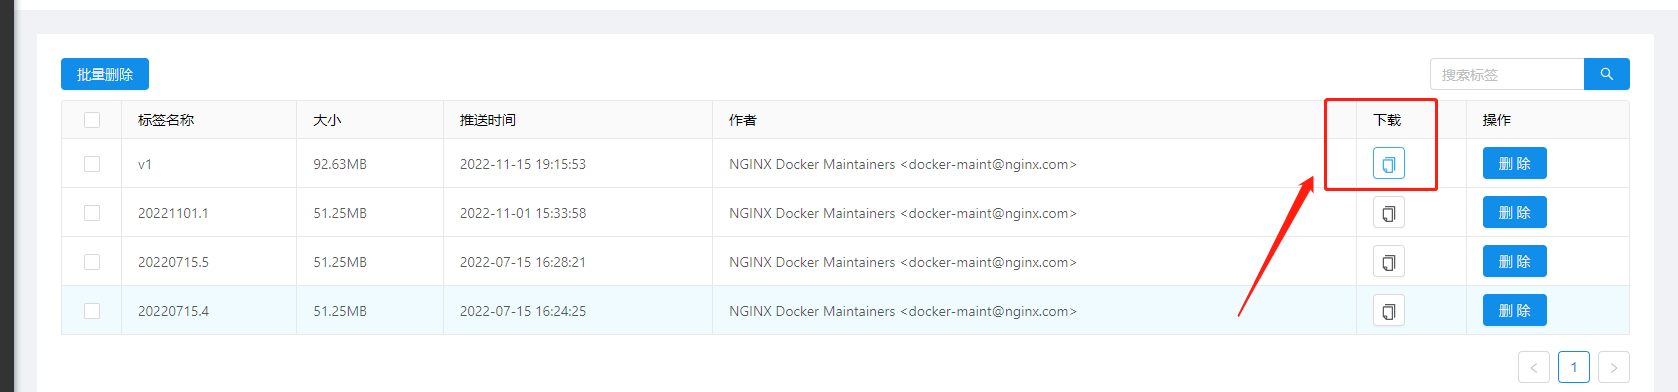 批量删除 搜索标签
标签名称 大小 推送时间 作者 下载 操作
v1 92.63MB 2022-11-15 19:15:53 NGINX Docker Maintainers <docker-maint@nginx.com> 删 除
20221101.1 51.25MB 2022-11-01 15:33:58 NGINX Docker Maintainers <docker-maint@nginx.com> 删 除
20220715.5 51.25MB 2022-07-15 16:28:21 NGINX Docker Maintainers <docker-maint@nginx.com> 删 除
20220715.4 51.25MB 2022-07-15 16:24:25 NGINX Docker Maintainers <docker-maint@nginx.com> 删 除
< 1 >